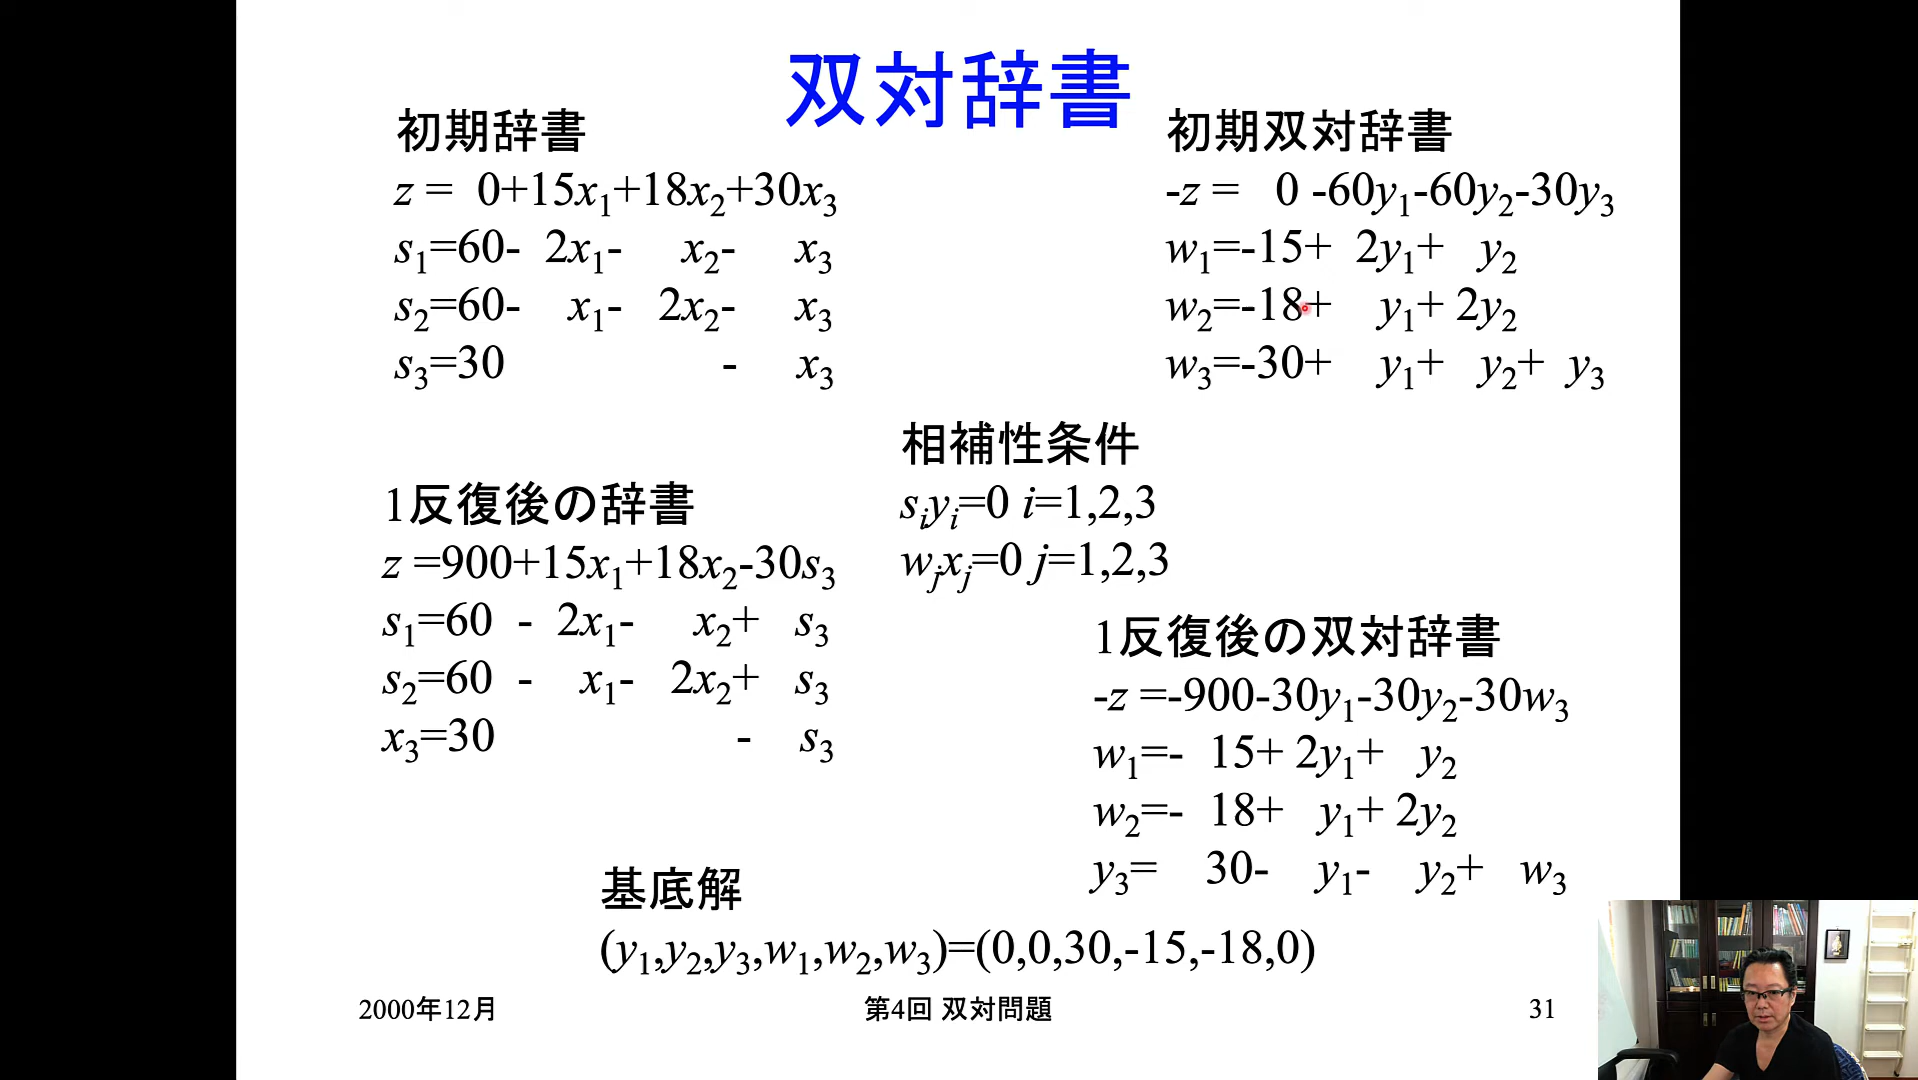 双対辞書
初期辞書
z = 0+15x₁+18x₂+30x₃
s₁=60- 2x₁- x₂- x₃
s₂=60- x₁- 2x₂- x₃
s₃=30 - x₃
初期双対辞書
-z = 0 -60y₁-60y₂-30y₃
w₁=-15+ 2y₁+ y₂
w₂=-18+ y₁+ 2y₂
w₃=-30+ y₁+ y₂+ y₃
相補性条件
sᵢyᵢ=0 i=1,2,3
wⱼxⱼ=0 j=1,2,3
1反復後の辞書
z =900+15x₁+18x₂-30s₃
s₁=60 - 2x₁- x₂+ s₃
s₂=60 - x₁- 2x₂+ s₃
x₃=30 - s₃
1反復後の双対辞書
-z =-900-30y₁-30y₂-30w₃
w₁=- 15+ 2y₁+ y₂
w₂=- 18+ y₁+ 2y₂
y₃= 30- y₁- y₂+ w₃
基底解
(y₁,y₂,y₃,w₁,w₂,w₃)=(0,0,30,-15,-18,0)
2000年12月
第4回 双対問題
31